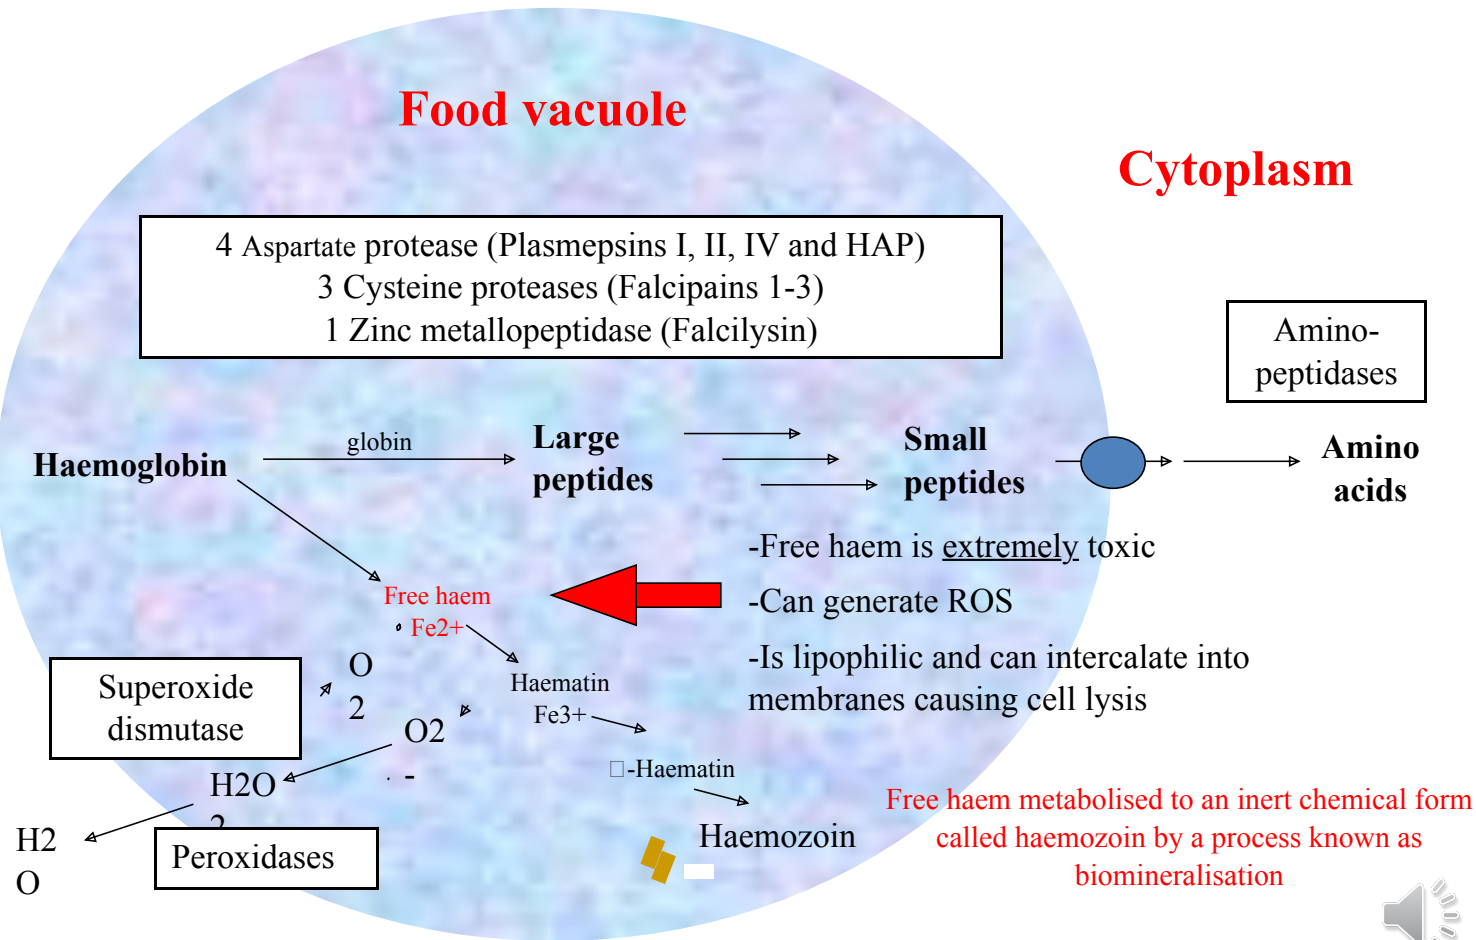 Food vacuole
Cytoplasm
4 Aspartate protease (Plasmepsins I, II, IV and HAP)
3 Cysteine proteases (Falcipains 1-3)
1 Zinc metallopeptidase (Falcilysin)
Amino-
peptidases
Haemoglobin
globin
Large
peptides
Small
peptides
Amino
acids
-Free haem is extremely toxic
-Can generate ROS
-Is lipophilic and can intercalate into
membranes causing cell lysis
Free haem
Fe2+
Haematin
Fe3+
□-Haematin
Haemozoin
O
2
O2
-
Superoxide
dismutase
H2O
2
Peroxidases
H2
O
Free haem metabolised to an inert chemical form
called haemozoin by a process known as
biomineralisation